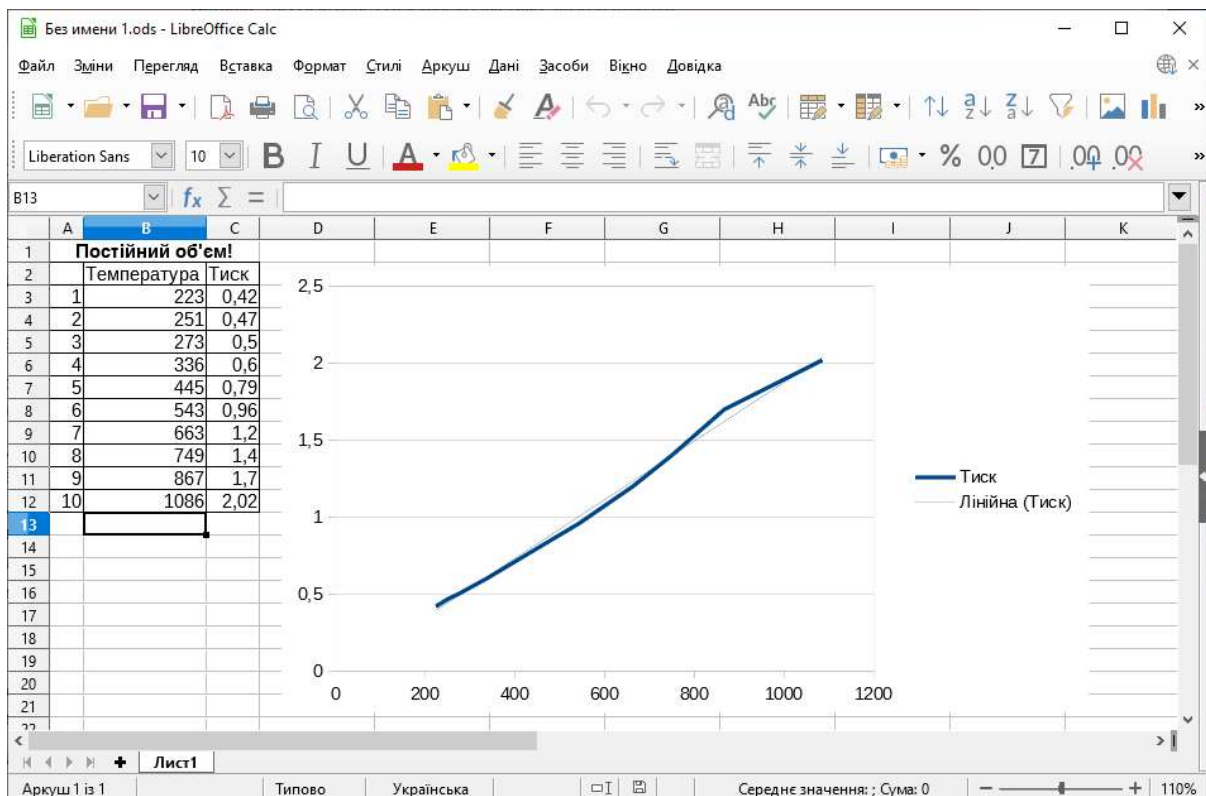 Без имени 1.ods - LibreOffice Calc
Файл Зміни Перегляд Вставка Формат Стилі Аркуш Дані Засоби Вікно Довідка
Liberation Sans 10
B13
A B C D E F G H I J K
1 Постійний об'єм!
2 Температура Тиск
3 1 223 0,42
4 2 251 0,47
5 3 273 0,5
6 4 336 0,6
7 5 445 0,79
8 6 543 0,96
9 7 663 1,2
10 8 749 1,4
11 9 867 1,7
12 10 1086 2,02
13
14
15
16
17
18
19
20
21
22
2,5
2
1,5
1
0,5
0
0 200 400 600 800 1000 1200
Тиск
Лінійна (Тиск)
Лист1
Аркуш 1 із 1 Типово Українська Середнє значення: ; Сума: 0 110%